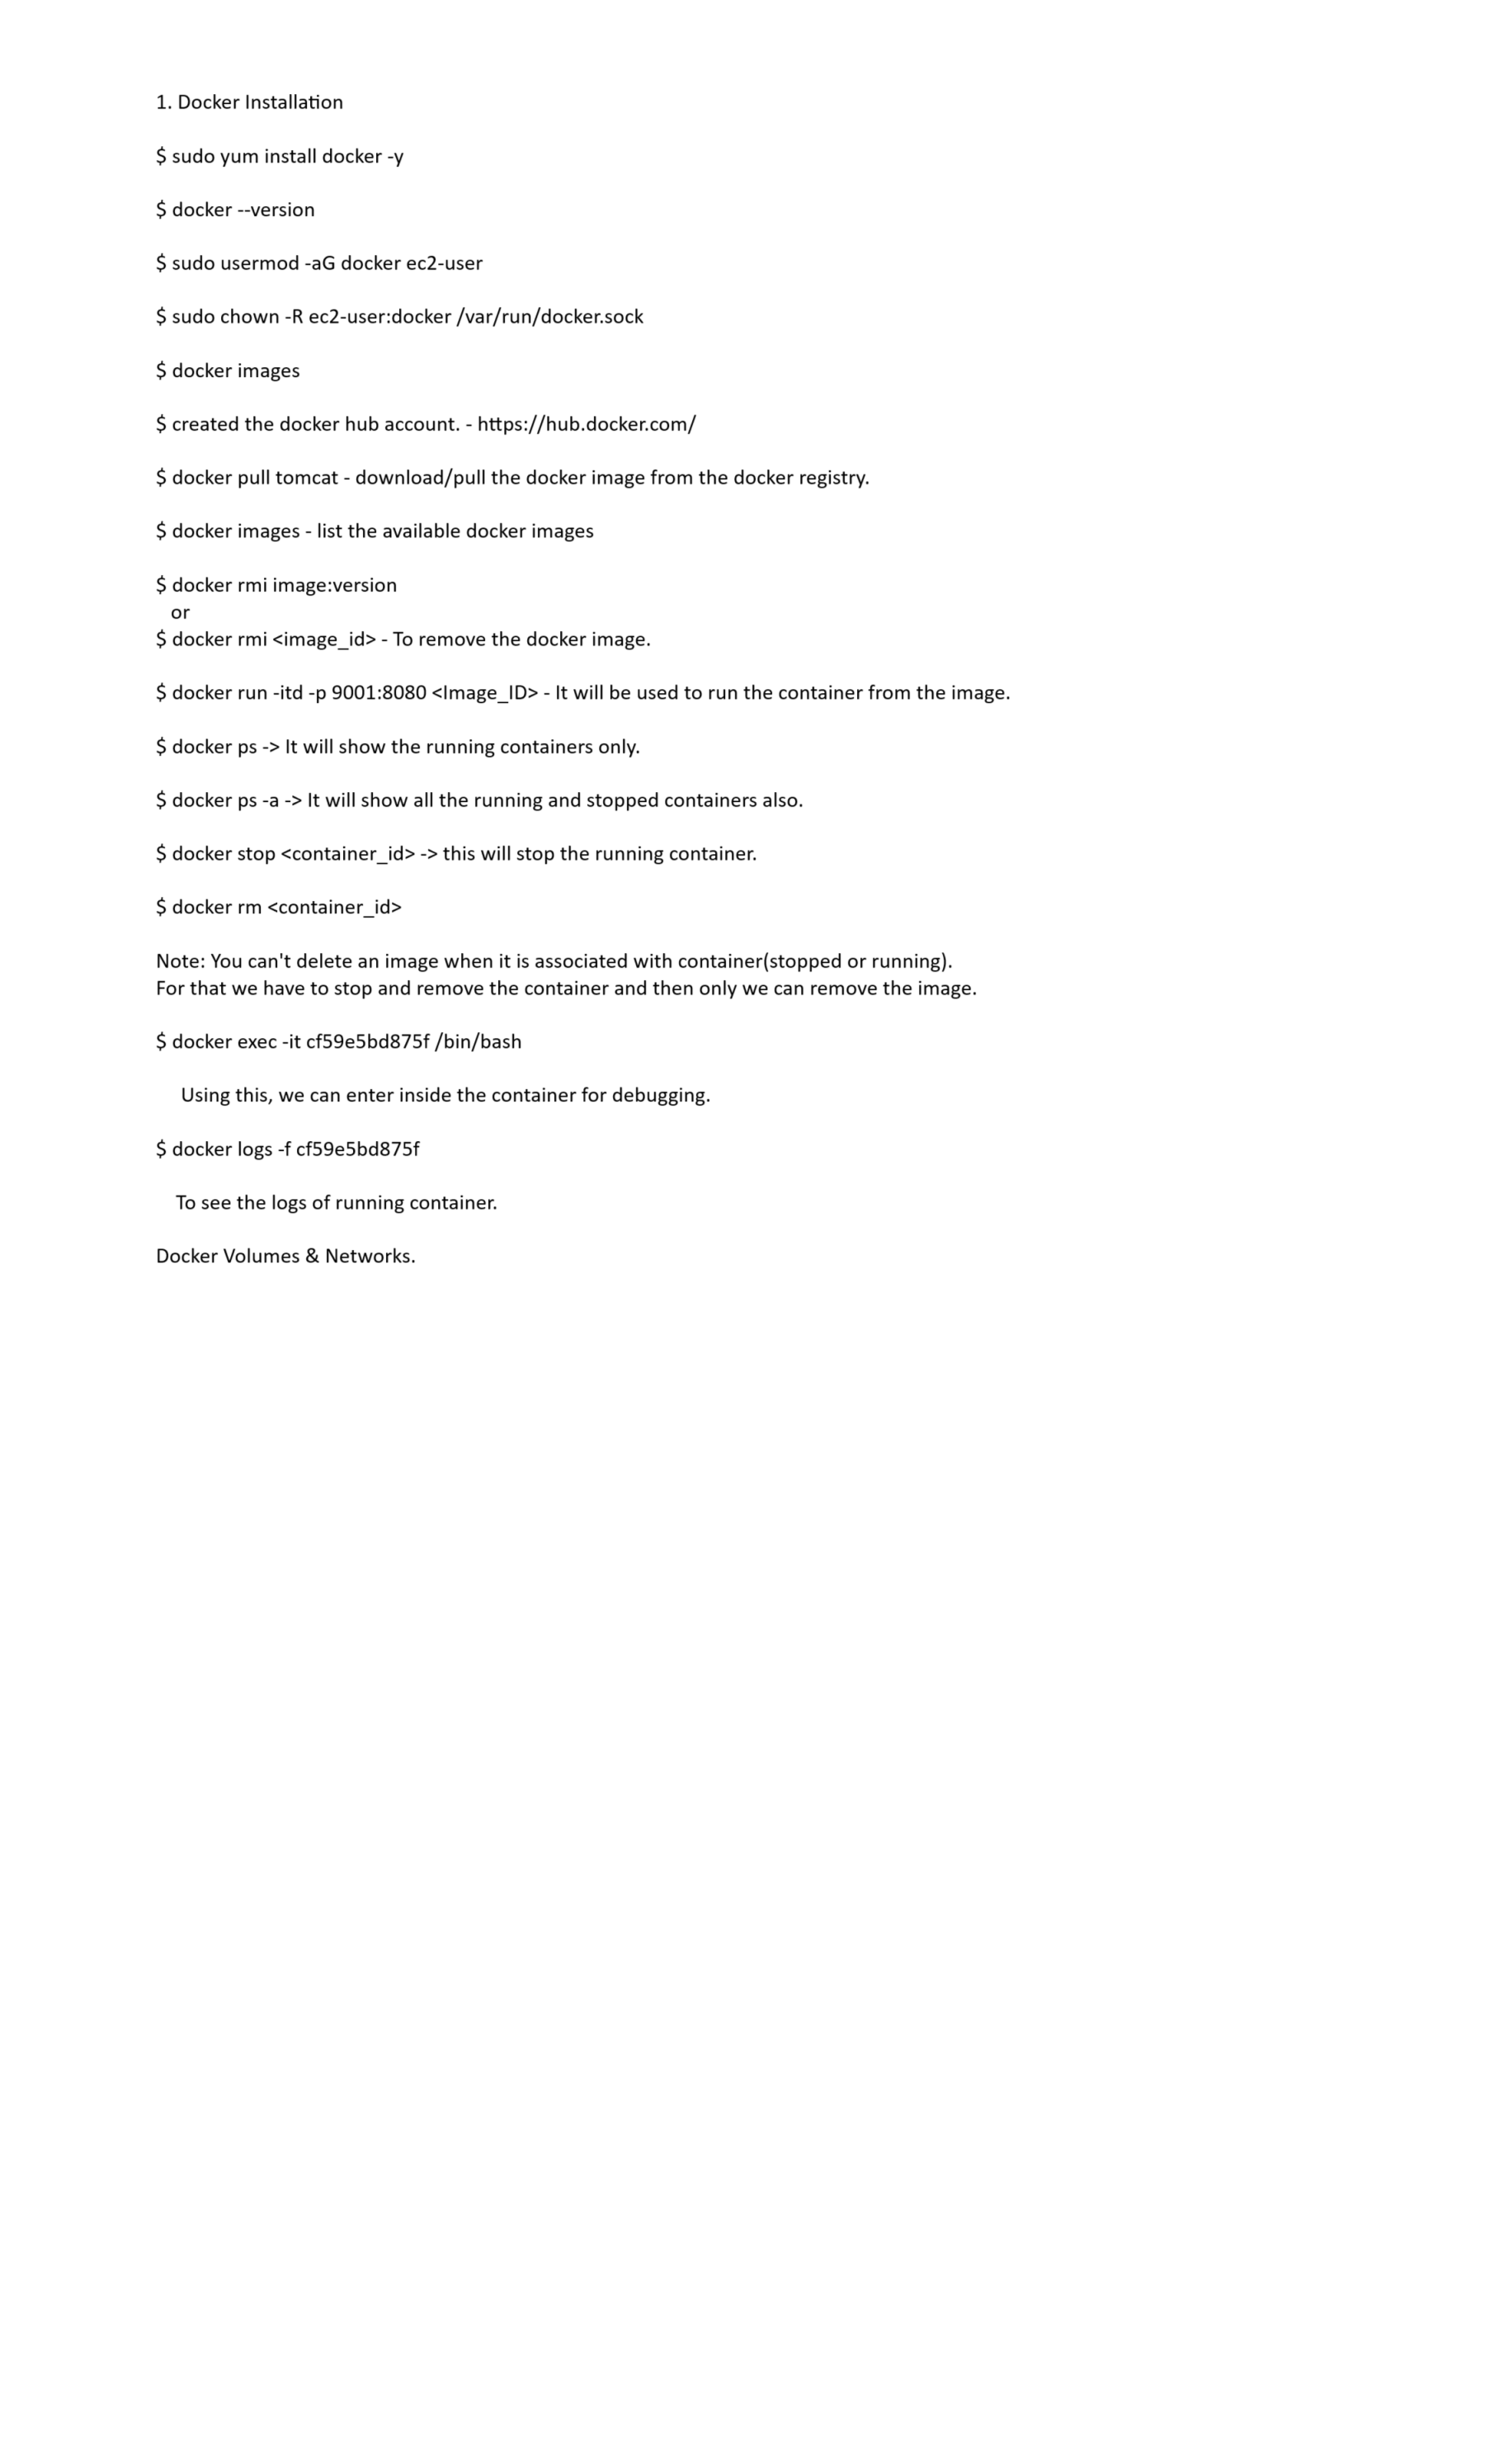 1. Docker Installation
$ sudo yum install docker -y
$ docker --version
$ sudo usermod -aG docker ec2-user
$ sudo chown -R ec2-user:docker /var/run/docker.sock
$ docker images
$ created the docker hub account. - https://hub.docker.com/
$ docker pull tomcat - download/pull the docker image from the docker registry.
$ docker images - list the available docker images
$ docker rmi image:version
or
$ docker rmi <image_id> - To remove the docker image.
$ docker run -itd -p 9001:8080 <Image_ID> - It will be used to run the container from the image.
$ docker ps -> It will show the running containers only.
$ docker ps -a -> It will show all the running and stopped containers also.
$ docker stop <container_id> -> this will stop the running container.
$ docker rm <container_id>
Note: You can't delete an image when it is associated with container(stopped or running).
For that we have to stop and remove the container and then only we can remove the image.
$ docker exec -it cf59e5bd875f /bin/bash
Using this, we can enter inside the container for debugging.
$ docker logs -f cf59e5bd875f
To see the logs of running container.
Docker Volumes & Networks.